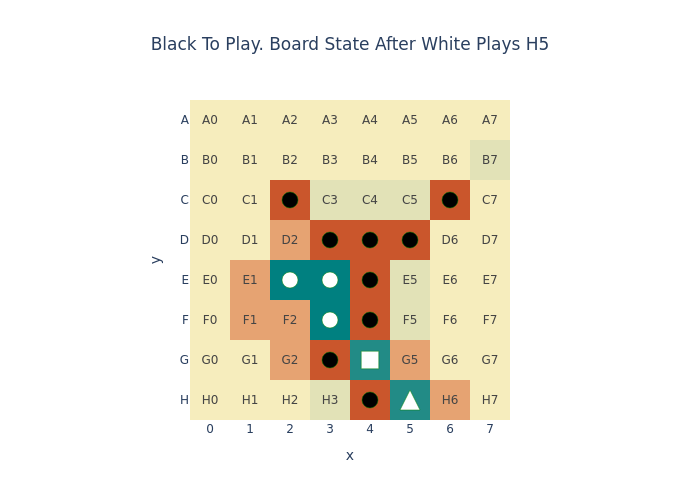 Black To Play. Board State After White Plays H5
A A0 A1 A2 A3 A4 A5 A6 A7
B B0 B1 B2 B3 B4 B5 B6 B7
C C0 C1 C3 C4 C5 C7
D D0 D1 D2 D6 D7
y
E E0 E1 E5 E6 E7
F F0 F1 F2 F5 F6 F7
G G0 G1 G2 G5 G6 G7
H H0 H1 H2 H3 H6 H7
0 1 2 3 4 5 6 7
x